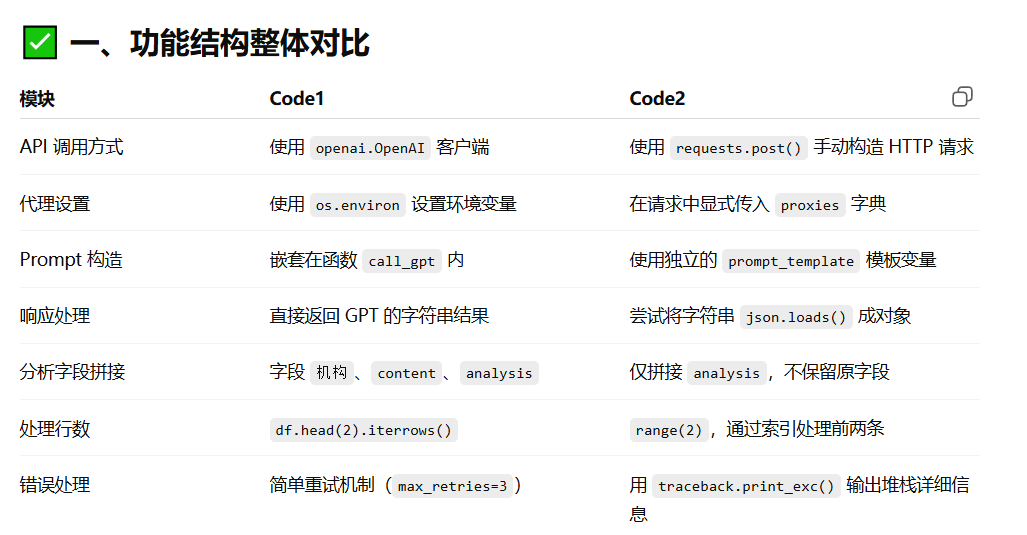 ✅ 一、功能结构整体对比
模块 Code1 Code2
API 调用方式 使用 openai.OpenAI 客户端 使用 requests.post() 手动构造 HTTP 请求
代理设置 使用 os.environ 设置环境变量 在请求中显式传入 proxies 字典
Prompt 构造 嵌套在函数 call_gpt 内 使用独立的 prompt_template 模板变量
响应处理 直接返回 GPT 的字符串结果 尝试将字符串 json.loads() 成对象
分析字段拼接 字段 机构、content、analysis 仅拼接 analysis，不保留原字段
处理行数 df.head(2).iterrows() range(2)，通过索引处理前两条
错误处理 简单重试机制（max_retries=3） 用 traceback.print_exc() 输出堆栈详细信
息